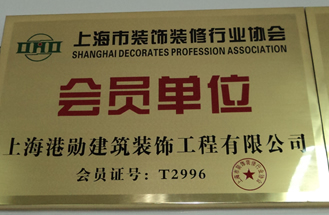 上海市装饰装修行业协会
SHANGHAI DECORATES PROFESSION ASSOCIATION
会员单位
上海港勋建筑装饰工程有限公司
会员证号：T2996